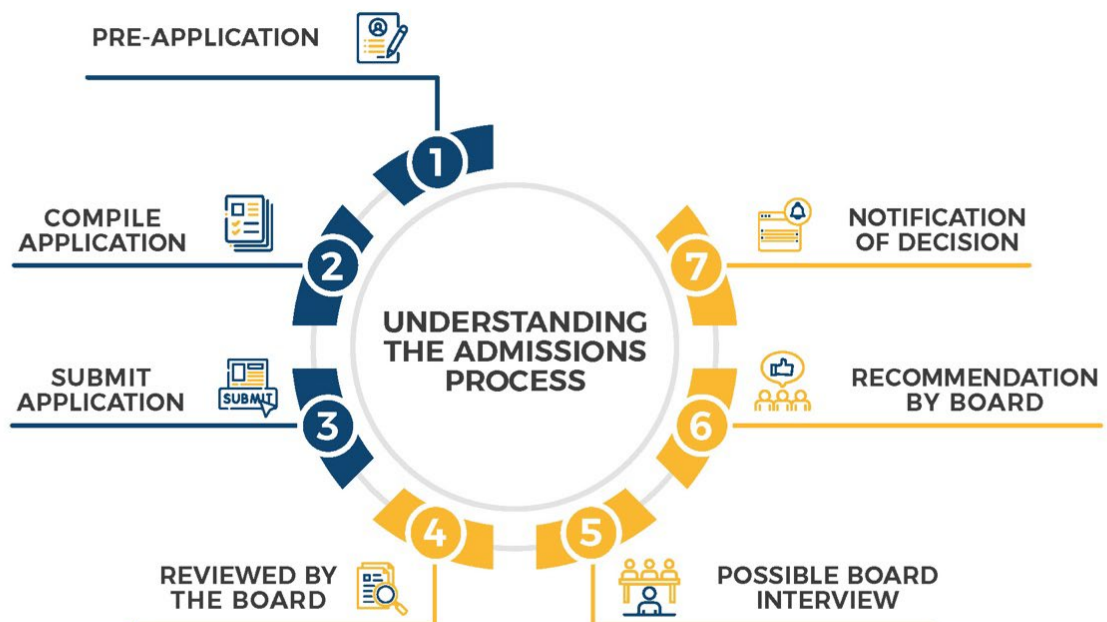 PRE-APPLICATION
1
COMPILE
APPLICATION
2
SUBMIT
APPLICATION
SUBMIT
3
REVIEWED BY
THE BOARD
4
POSSIBLE BOARD
INTERVIEW
5
RECOMMENDATION
BY BOARD
6
NOTIFICATION
OF DECISION
7
UNDERSTANDING
THE ADMISSIONS
PROCESS